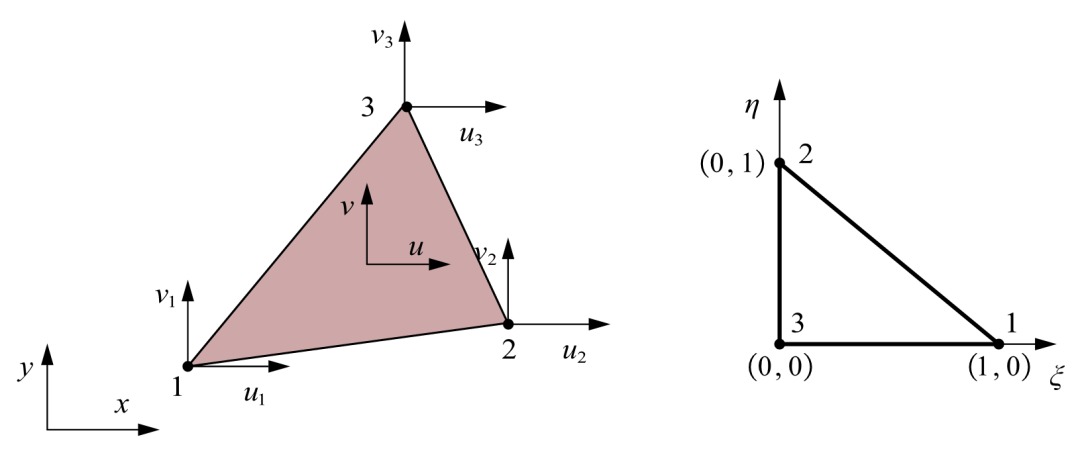 v₃
3
u₃
η
(0, 1)
2
v
u
v₂
v₁
3
1
y
x
1
u₁
2
u₂
(0, 0)
(1, 0)
ξ